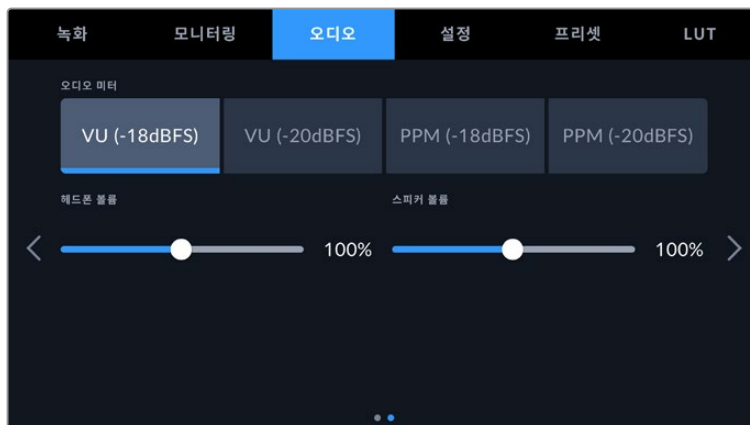 녹화 모니터링 오디오 설정 프리셋 LUT
오디오 미터
VU (-18dBFS) VU (-20dBFS) PPM (-18dBFS) PPM (-20dBFS)
헤드폰 볼륨 스피커 볼륨
100% 100%